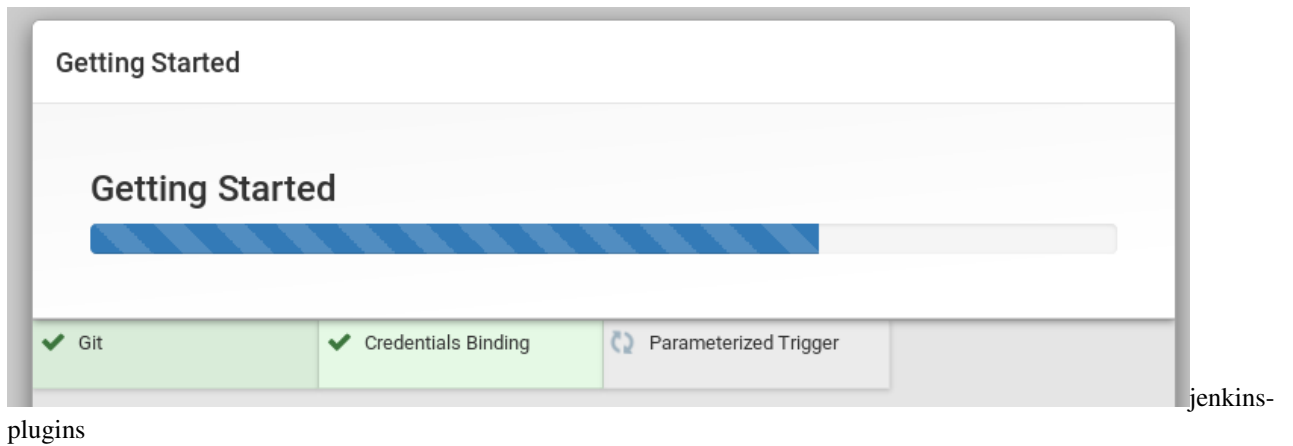 Getting Started
Getting Started
Git Credentials Binding Parameterized Trigger
jenkins-
plugins